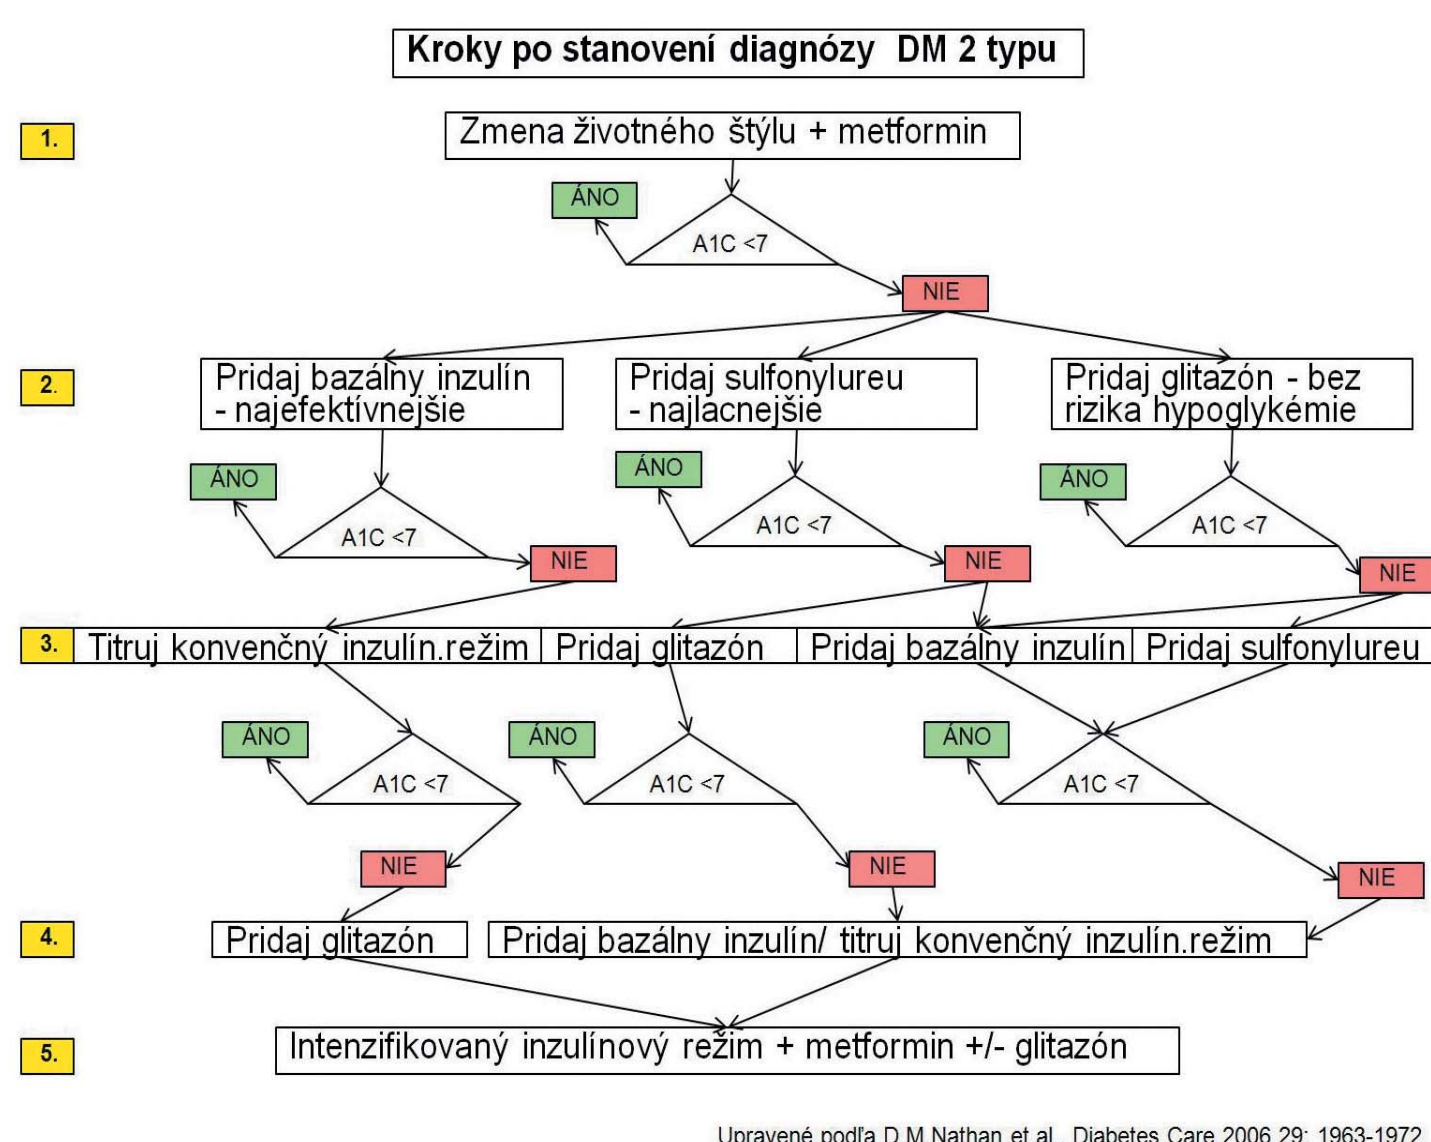 Kroky po stanovení diagnózy DM 2 typu
1.
Zmena životného štýlu + metformin
ÁNO
A1C <7
NIE
2.
Pridaj bazálny inzulín
- najefektívnejšie
Pridaj sulfonylureu
- najlacnejšie
Pridaj glitazón - bez
rizika hypoglykémie
ÁNO
A1C <7
NIE
ÁNO
A1C <7
NIE
ÁNO
A1C <7
NIE
3.
Titruj konvenčný inzulín.režim
Pridaj glitazón
Pridaj bazálny inzulín
Pridaj sulfonylureu
ÁNO
A1C <7
NIE
ÁNO
A1C <7
NIE
ÁNO
A1C <7
NIE
4.
Pridaj glitazón
Pridaj bazálny inzulín/ titruj konvenčný inzulín.režim
5.
Intenzifikovaný inzulínový režim + metformin +/- glitazón
Upravené podľa D.M.Nathan et al., Diabetes Care 2006 29: 1963-1972